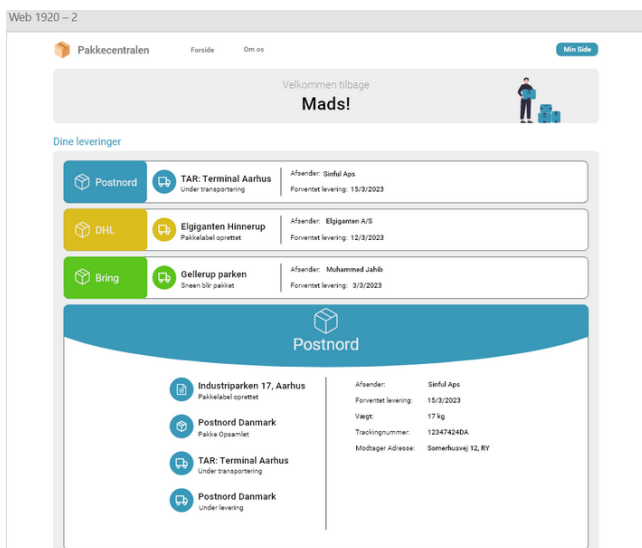 Web 1920 – 2
Pakkecentralen Forside Om os Min Side
Velkommen tilbage
Mads!
Dine leveringer
Postnord
TAR: Terminal Aarhus
Under transportering
Afsender: Sinful Aps
Forventet levering: 15/3/2023
DHL
Elgiganten Hinnerup
Pakkelabel oprettet
Afsender: Elgiganten A/S
Forventet levering: 12/3/2023
Bring
Gellerup parken
Sneen blir pakket
Afsender: Muhammed Jahib
Forventet levering: 3/3/2023
Postnord
Industriparken 17, Aarhus
Pakkelabel oprettet
Postnord Danmark
Pakke Opsamlet
TAR: Terminal Aarhus
Under transportering
Postnord Danmark
Under levering
Afsender: Sinful Aps
Forventet levering: 15/3/2023
Vægt: 17 kg
Trackingnummer: 12347424DA
Modtager Adresse: Somerhusvej 12, RY